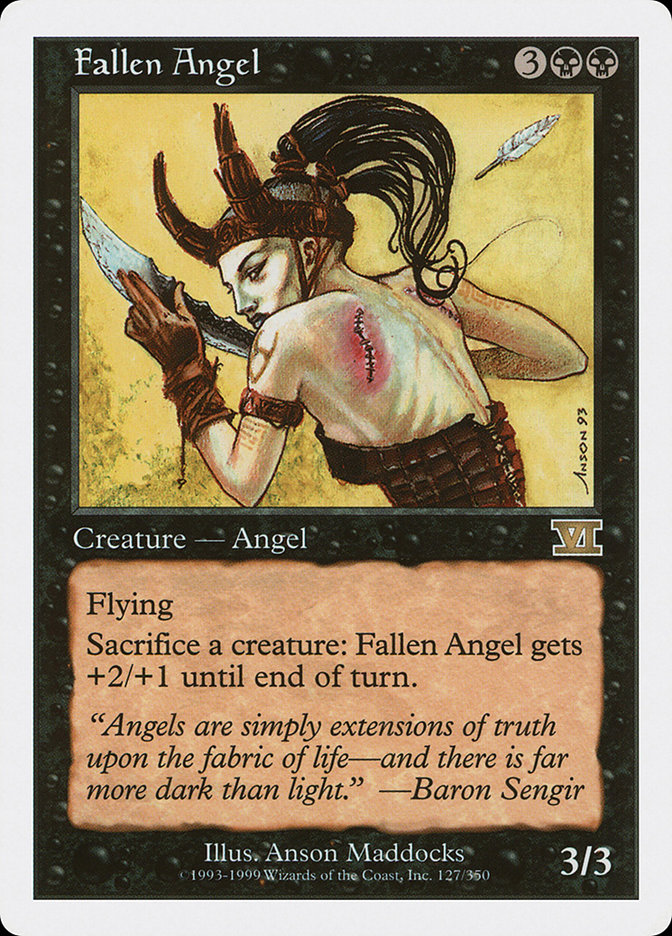 Fallen Angel 3
ANSON 93
Creature — Angel VI
Flying
Sacrifice a creature: Fallen Angel gets
+2/+1 until end of turn.
“Angels are simply extensions of truth
upon the fabric of life—and there is far
more dark than light.” —Baron Sengir
Illus. Anson Maddocks
©1993-1999 Wizards of the Coast, Inc. 127/350
3/3